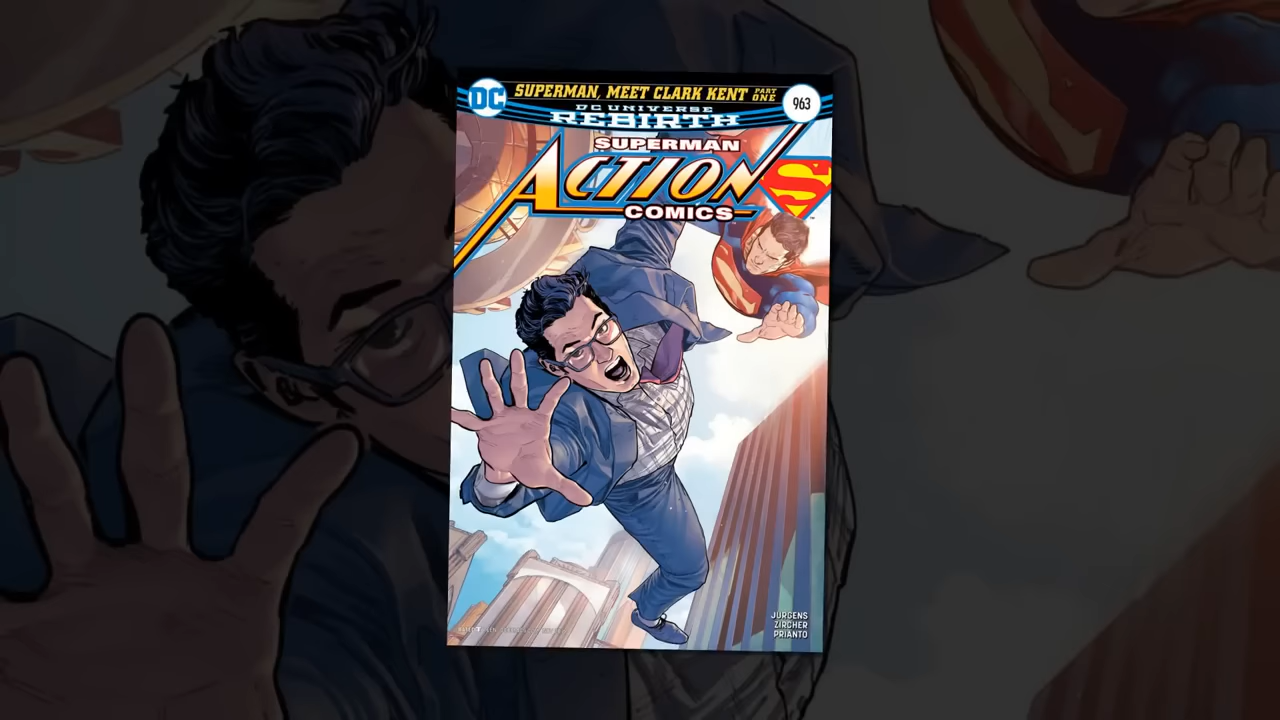 DC
SUPERMAN, MEET CLARK KENT PART ONE
963
DC UNIVERSE
REBIRTH
SUPERMAN
ACTION
COMICS
S
JURGENS
ZIRCHER
PRIANTO